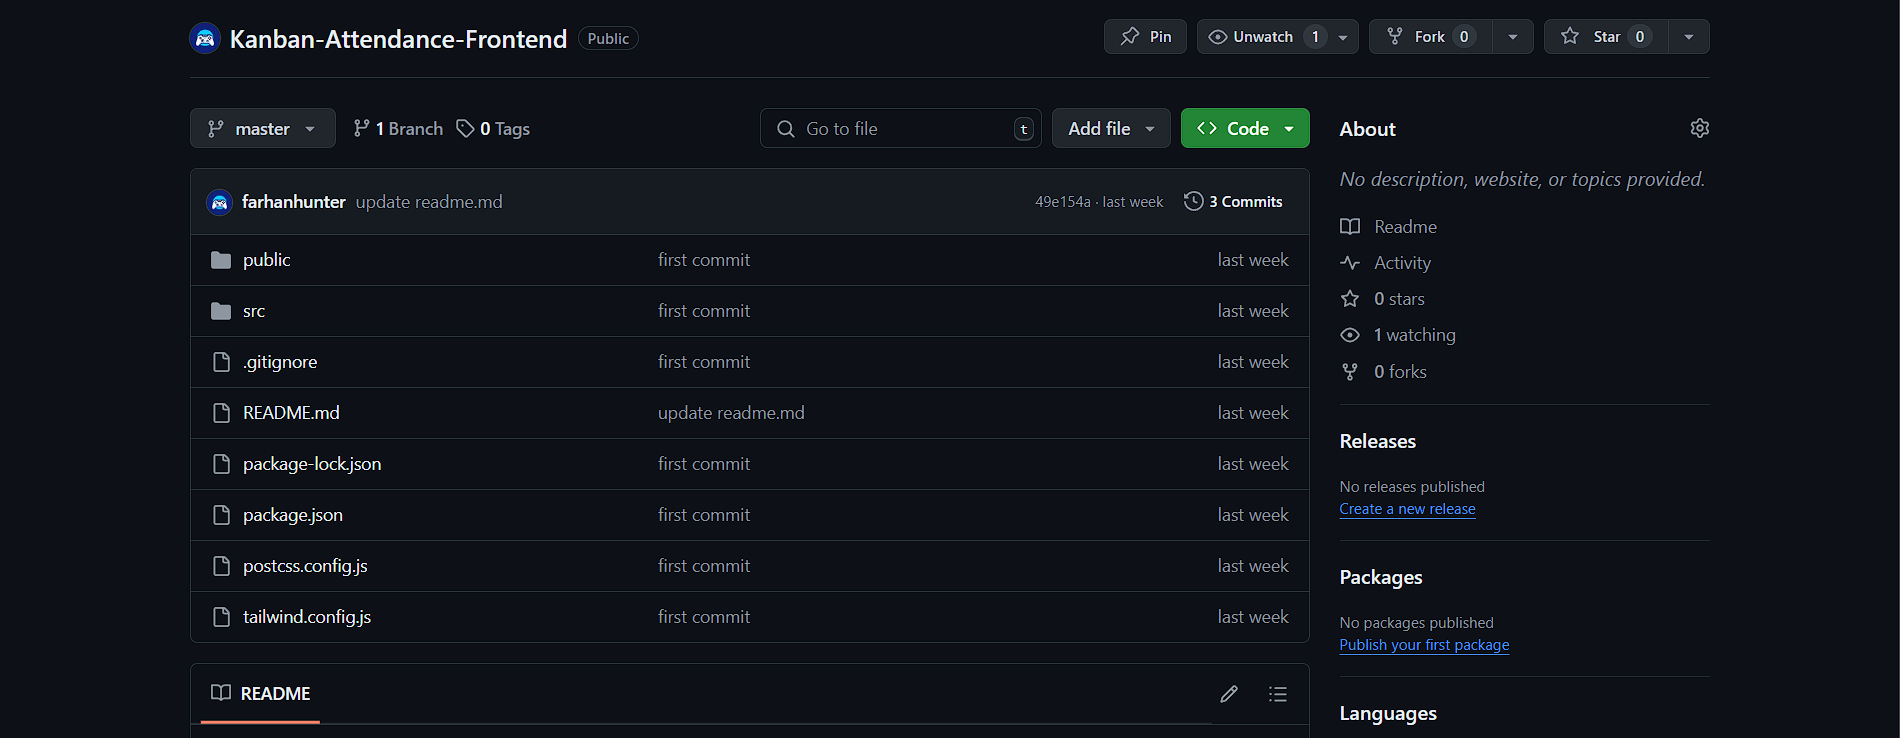 Kanban-Attendance-Frontend Public Pin Unwatch 1 Fork 0 Star 0
master 1 Branch 0 Tags Go to file t Add file Code
farhanhunter update readme.md 49e154a · last week 3 Commits
public first commit last week
src first commit last week
.gitignore first commit last week
README.md update readme.md last week
package-lock.json first commit last week
package.json first commit last week
postcss.config.js first commit last week
tailwind.config.js first commit last week
README
About
No description, website, or topics provided.
Readme
Activity
0 stars
1 watching
0 forks
Releases
No releases published
Create a new release
Packages
No packages published
Publish your first package
Languages